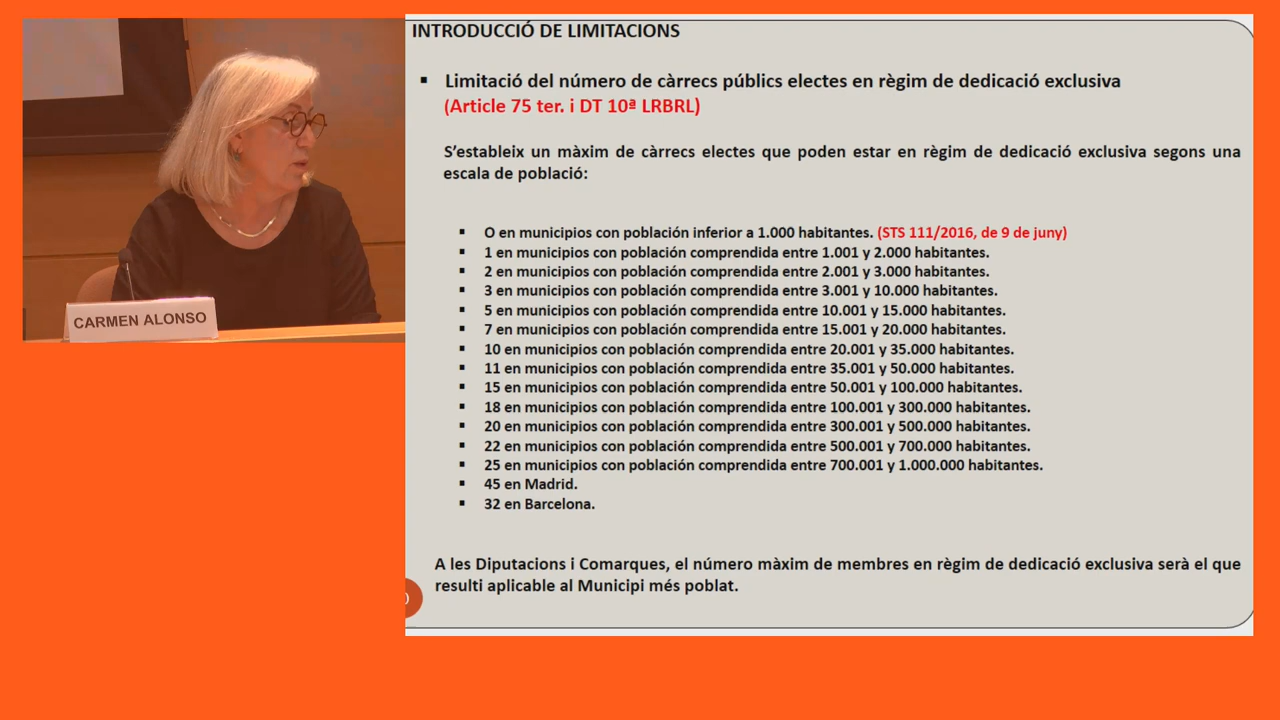 INTRODUCCIÓ DE LIMITACIONS
▪ Limitació del número de càrrecs públics electes en règim de dedicació exclusiva
(Article 75 ter. i DT 10ª LRBRL)
S’estableix un màxim de càrrecs electes que poden estar en règim de dedicació exclusiva segons una
escala de població:
▪ O en municipios con población inferior a 1.000 habitantes. (STS 111/2016, de 9 de juny)
▪ 1 en municipios con población comprendida entre 1.001 y 2.000 habitantes.
▪ 2 en municipios con población comprendida entre 2.001 y 3.000 habitantes.
▪ 3 en municipios con población comprendida entre 3.001 y 10.000 habitantes.
▪ 5 en municipios con población comprendida entre 10.001 y 15.000 habitantes.
▪ 7 en municipios con población comprendida entre 15.001 y 20.000 habitantes.
▪ 10 en municipios con población comprendida entre 20.001 y 35.000 habitantes.
▪ 11 en municipios con población comprendida entre 35.001 y 50.000 habitantes.
▪ 15 en municipios con población comprendida entre 50.001 y 100.000 habitantes.
▪ 18 en municipios con población comprendida entre 100.001 y 300.000 habitantes.
▪ 20 en municipios con población comprendida entre 300.001 y 500.000 habitantes.
▪ 22 en municipios con población comprendida entre 500.001 y 700.000 habitantes.
▪ 25 en municipios con población comprendida entre 700.001 y 1.000.000 habitantes.
▪ 45 en Madrid.
▪ 32 en Barcelona.
A les Diputacions i Comarques, el número màxim de membres en règim de dedicació exclusiva serà el que
resulti aplicable al Municipi més poblat.
CARMEN ALONSO